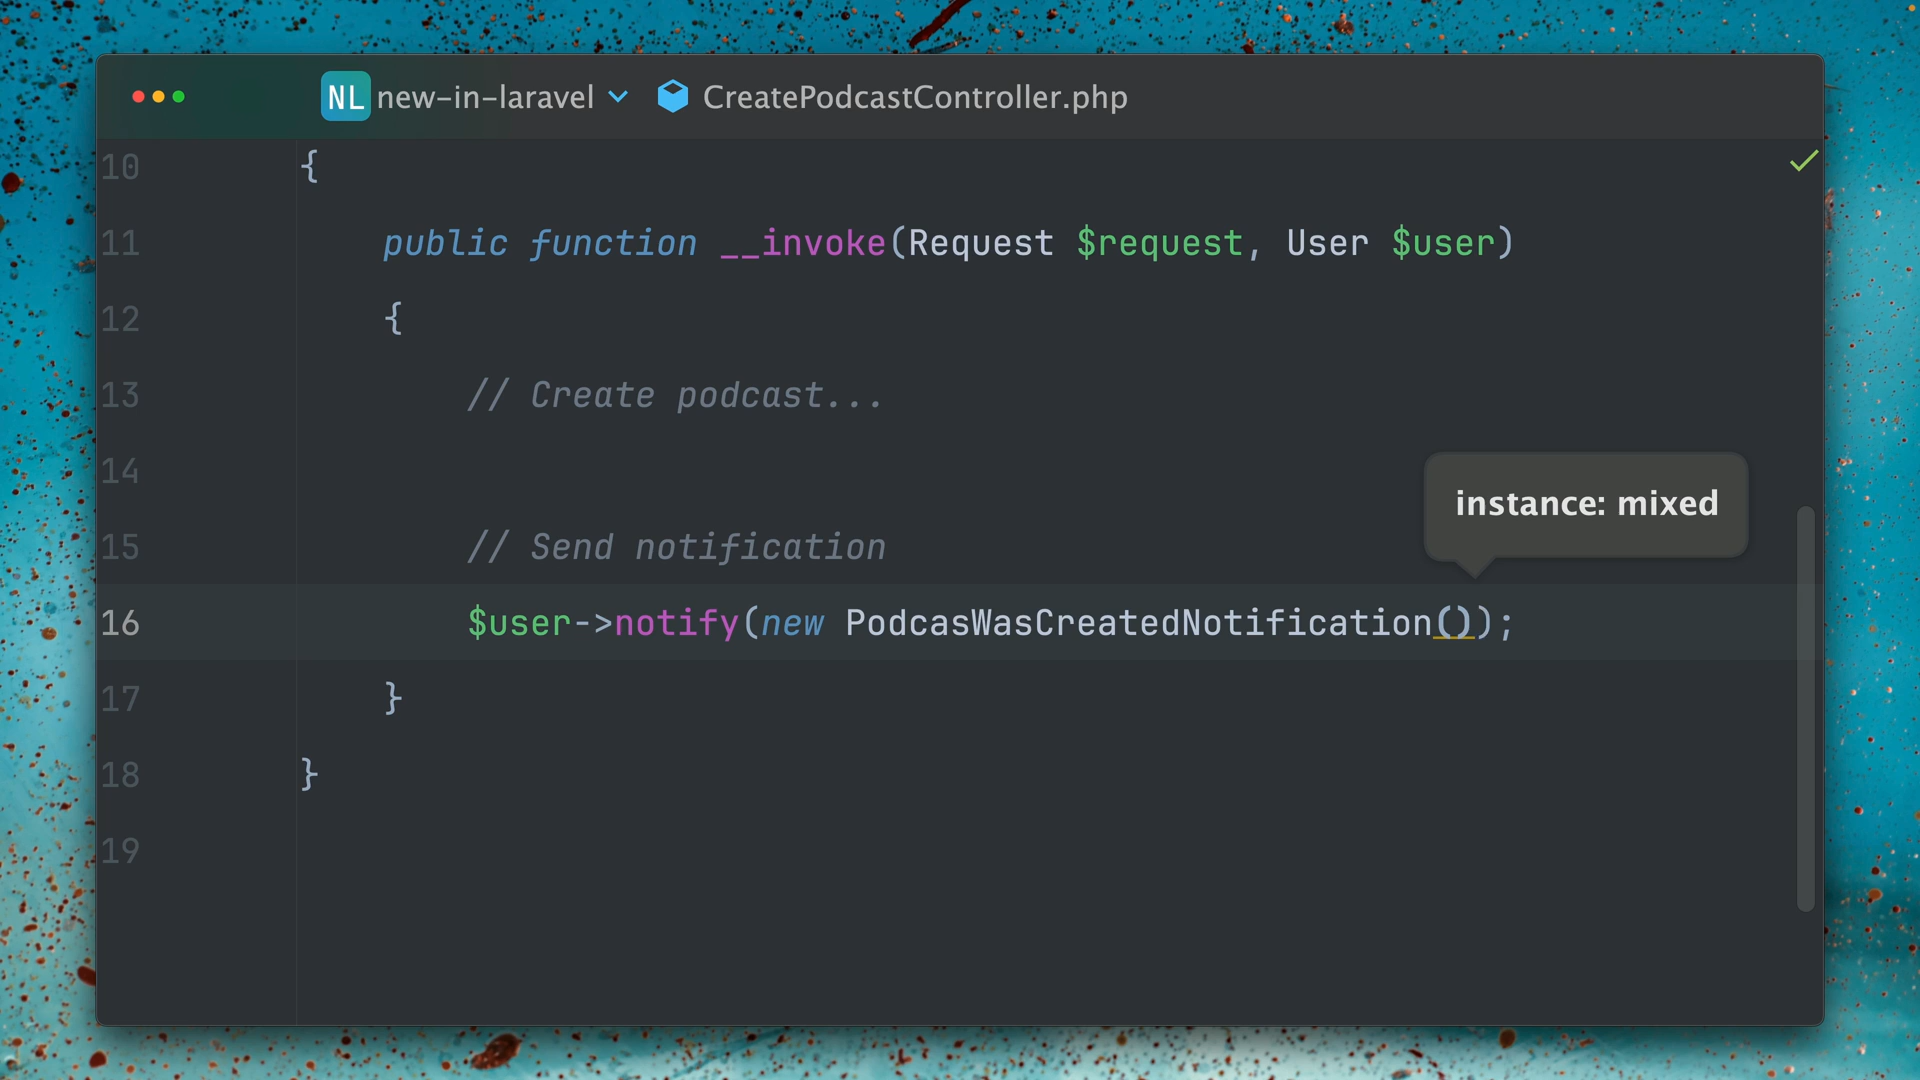 NL new-in-laravel CreatePodcastController.php
10 {
11 public function __invoke(Request $request, User $user)
12 {
13 // Create podcast...
14
instance: mixed
15 // Send notification
16 $user->notify(new PodcasWasCreatedNotification());
17 }
18 }
19